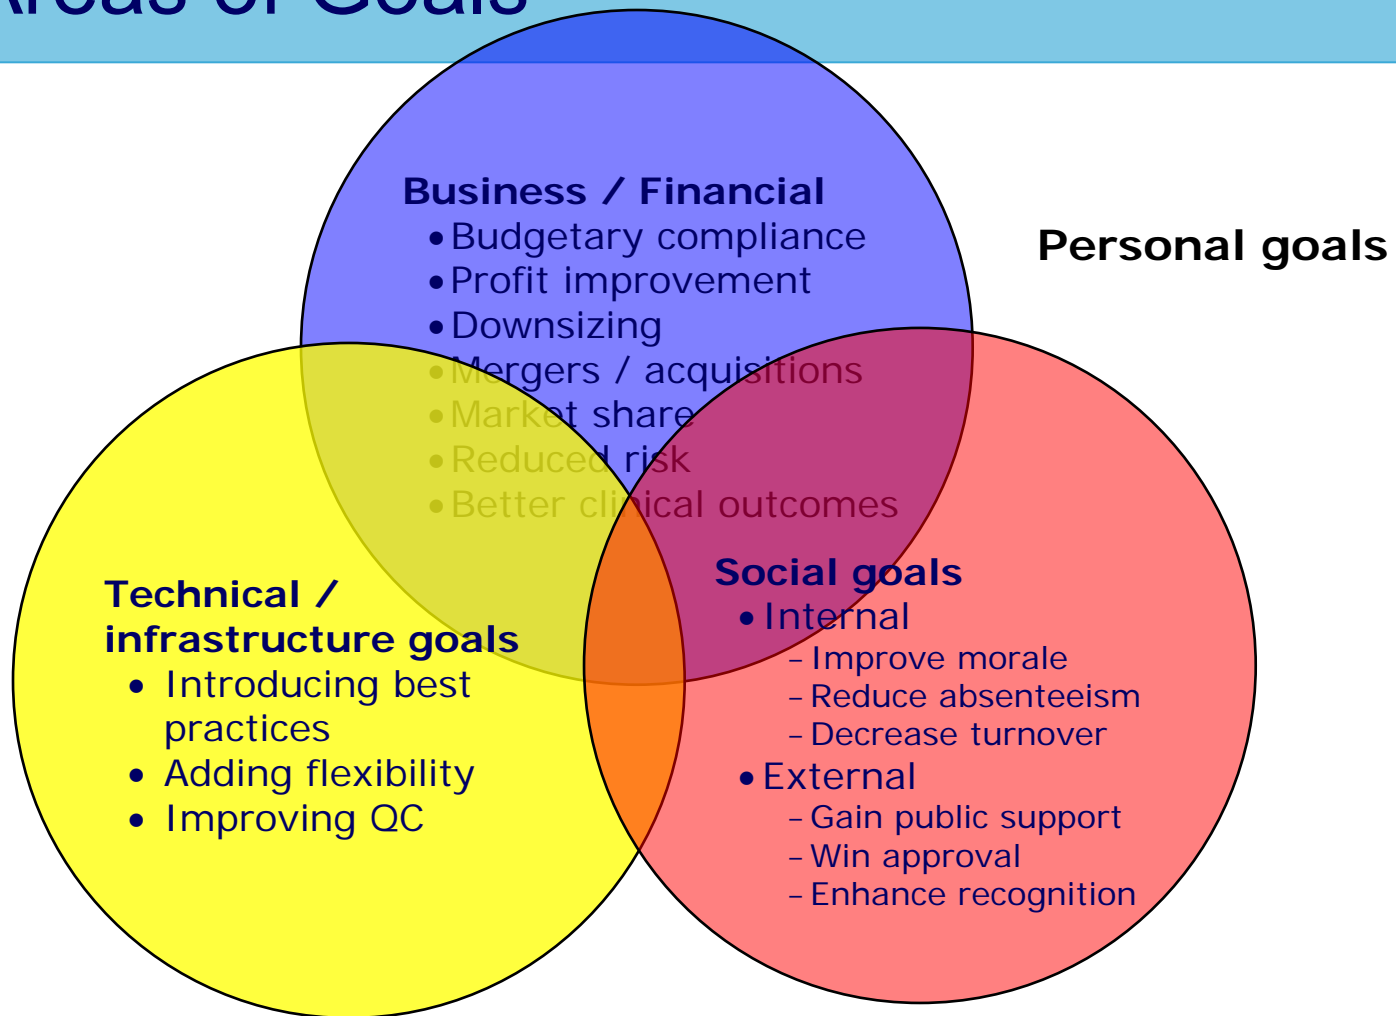 Areas of Goals
Business / Financial
•Budgetary compliance
•Profit improvement
•Downsizing
•Mergers / acquisitions
•Market share
•Reduced risk
•Better clinical outcomes
Personal goals
Technical /
infrastructure goals
• Introducing best
practices
• Adding flexibility
• Improving QC
Social goals
• Internal
– Improve morale
– Reduce absenteeism
– Decrease turnover
• External
– Gain public support
– Win approval
– Enhance recognition